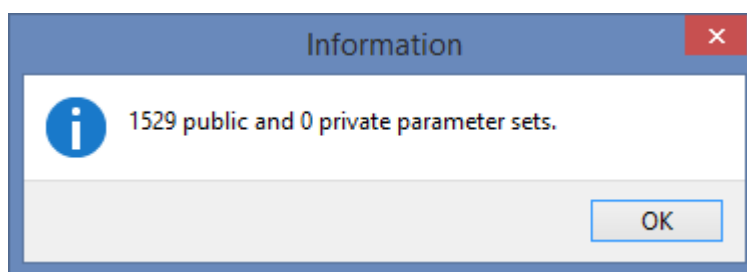 Information
1529 public and 0 private parameter sets.
OK